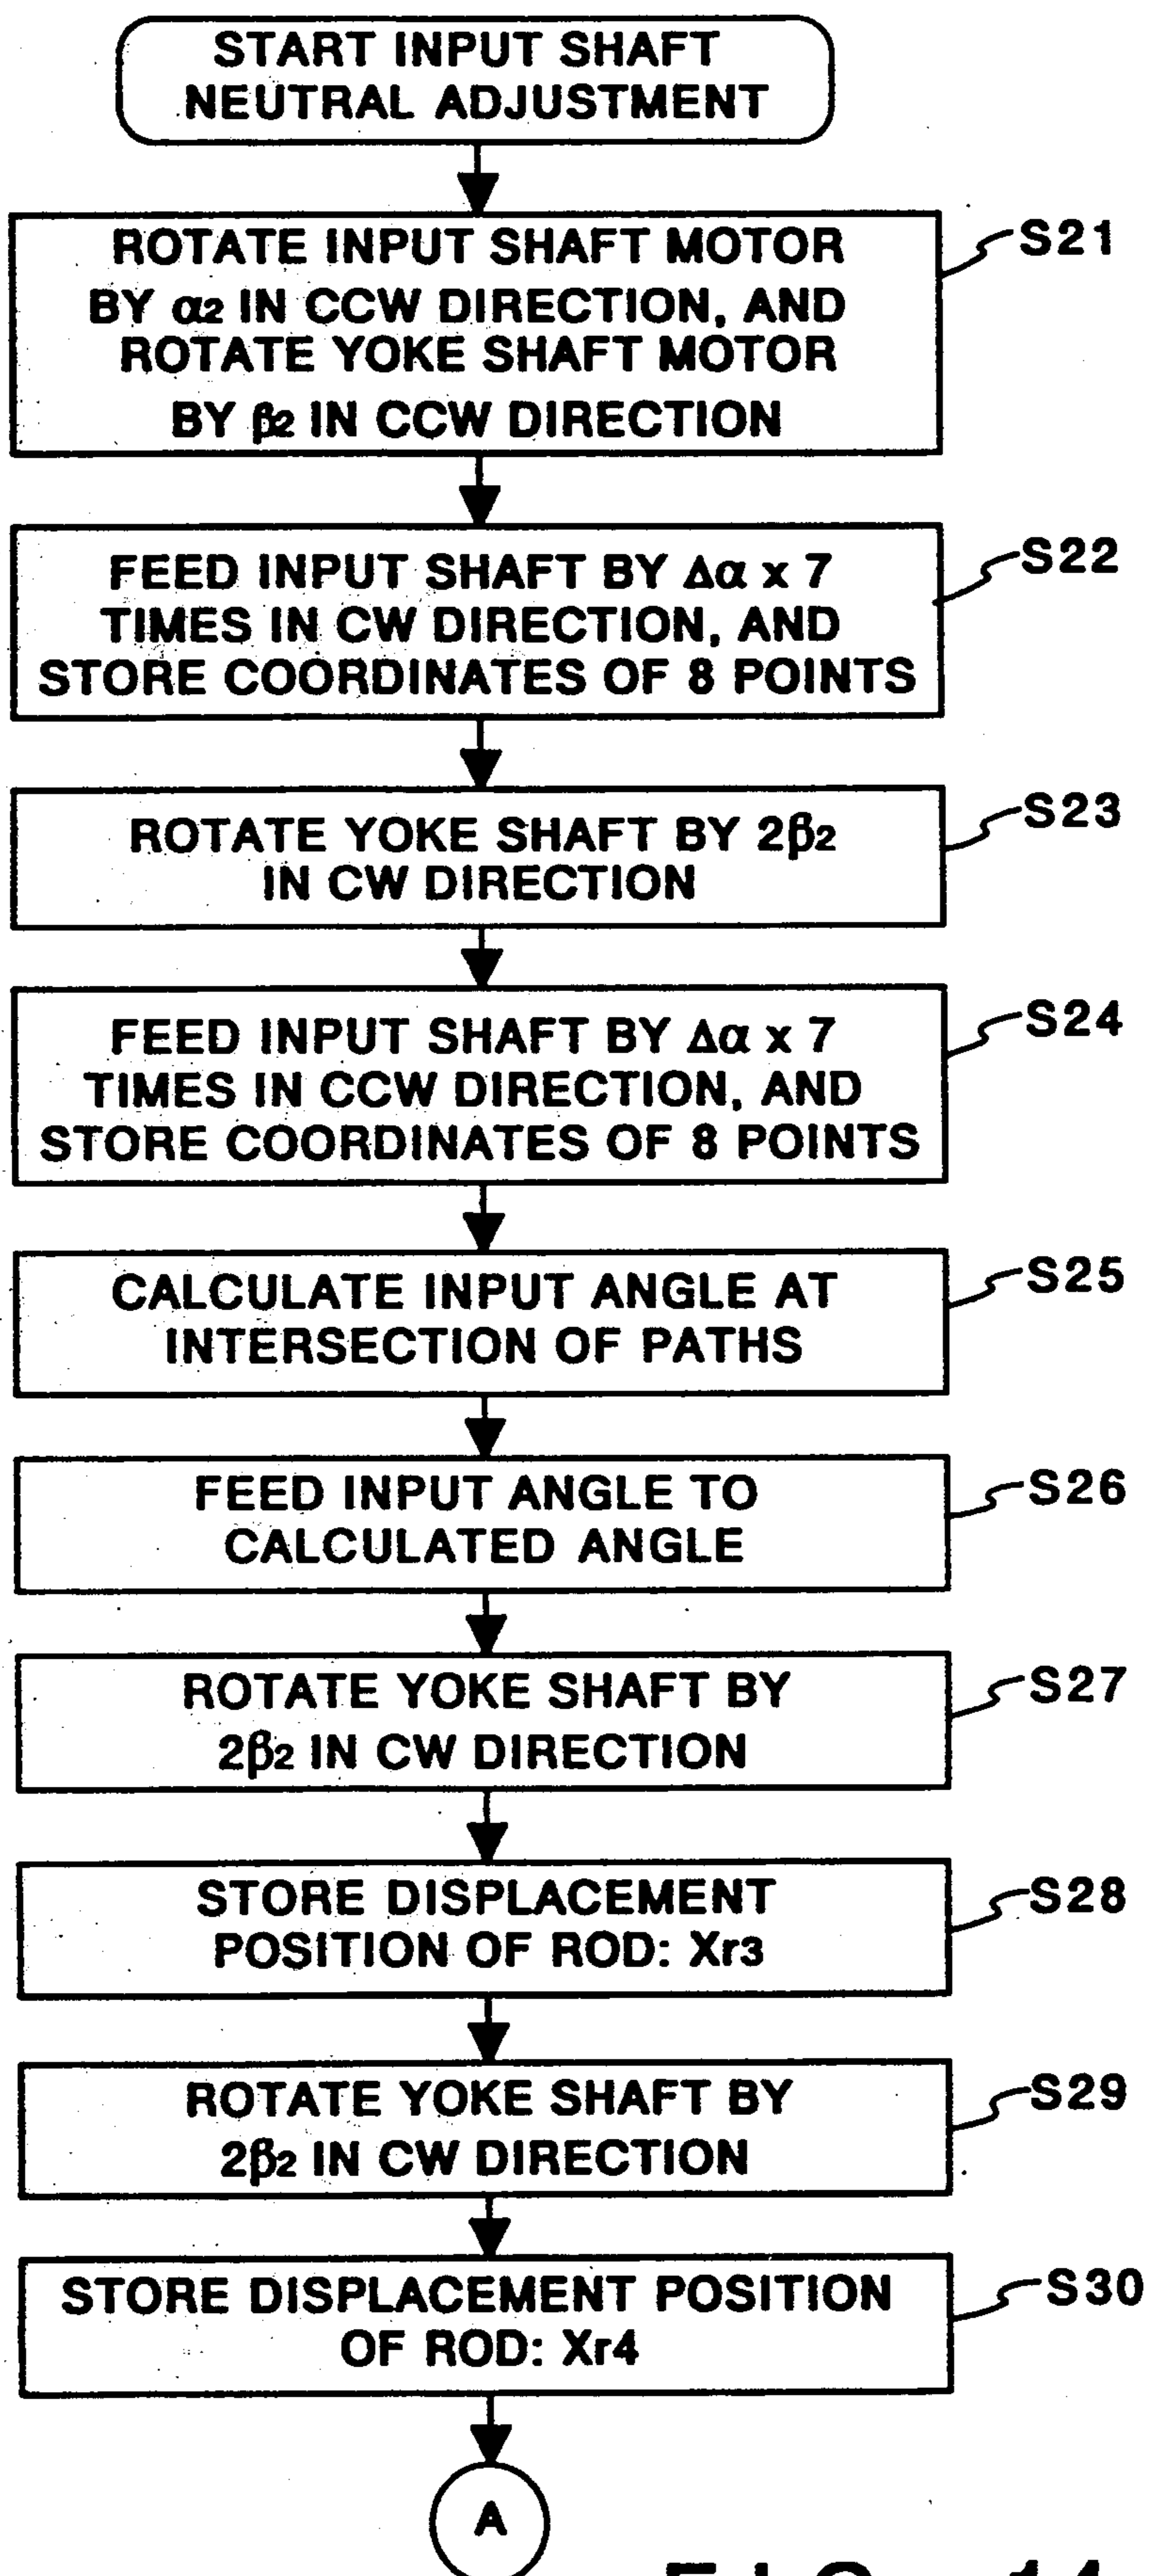 START INPUT SHAFT
NEUTRAL ADJUSTMENT
ROTATE INPUT SHAFT MOTOR
BY α2 IN CCW DIRECTION, AND
ROTATE YOKE SHAFT MOTOR
BY β2 IN CCW DIRECTION
S21
FEED INPUT SHAFT BY Δα x 7
TIMES IN CW DIRECTION, AND
STORE COORDINATES OF 8 POINTS
S22
ROTATE YOKE SHAFT BY 2β2
IN CW DIRECTION
S23
FEED INPUT SHAFT BY Δα x 7
TIMES IN CCW DIRECTION, AND
STORE COORDINATES OF 8 POINTS
S24
CALCULATE INPUT ANGLE AT
INTERSECTION OF PATHS
S25
FEED INPUT ANGLE TO
CALCULATED ANGLE
S26
ROTATE YOKE SHAFT BY
2β2 IN CW DIRECTION
S27
STORE DISPLACEMENT
POSITION OF ROD: Xr3
S28
ROTATE YOKE SHAFT BY
2β2 IN CW DIRECTION
S29
STORE DISPLACEMENT POSITION
OF ROD: Xr4
S30
A